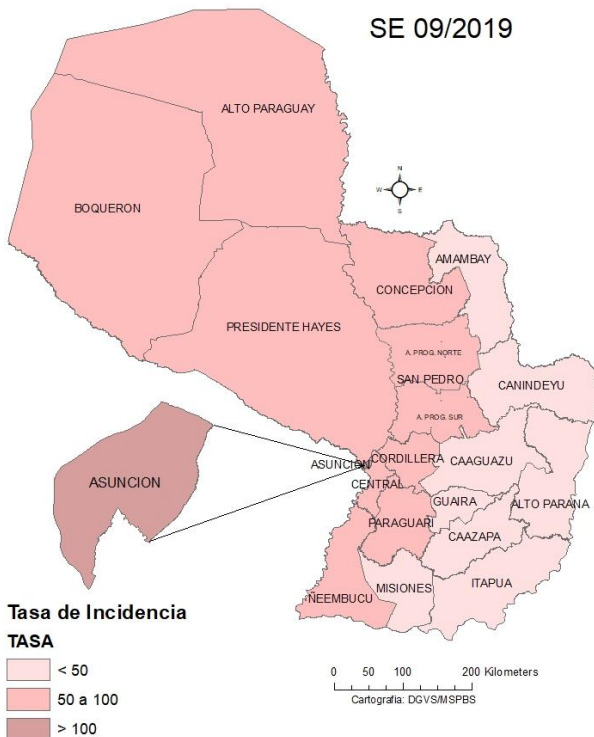 SE 09/2019
ALTO PARAGUAY
BOQUERON
N
W E
S
AMAMBAY
CONCEPCION
PRESIDENTE HAYES
A. PROG. NORTE
SAN PEDRO
CANINDEYU
A. PROG. SUR
ASUNCION
ASUNCION
CORDILLERA
CAAGUAZU
CENTRAL
GUAIRA
ALTO PARANA
PARAGUARI
CAAZAPA
ÑEEMBUCU
MISIONES
ITAPUA
Tasa de Incidencia
TASA
< 50
50 a 100
> 100
0 50 100 200 Kilometers
Cartografia: DGVS/MSPBS